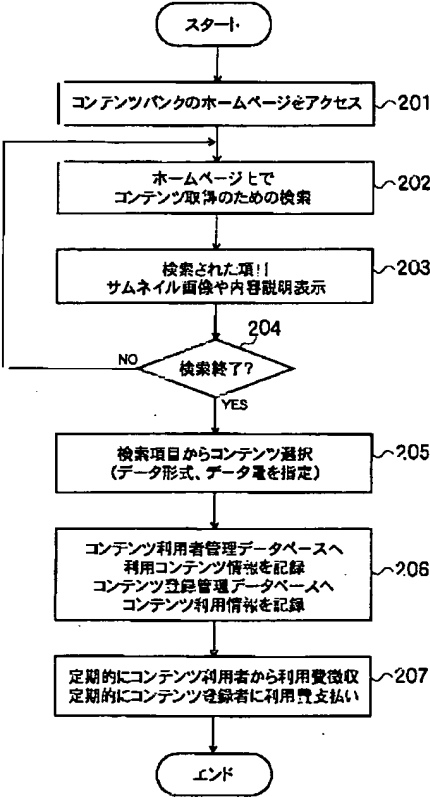 スタート
コンテンツバンクのホームページをアクセス
201
ホームページ上で
コンテンツ取得のための検索
202
検索された項目
サムネイル画像や内容説明表示
203
204
検索終了?
NO
YES
検索項目からコンテンツ選択
(データ形式、データ量を指定)
205
コンテンツ利用者管理データベースへ
利用コンテンツ情報を記録
コンテンツ登録管理データベースへ
コンテンツ利用情報を記録
206
定期的にコンテンツ利用者から利用費徴収
定期的にコンテンツ登録者に利用費支払い
207
エンド